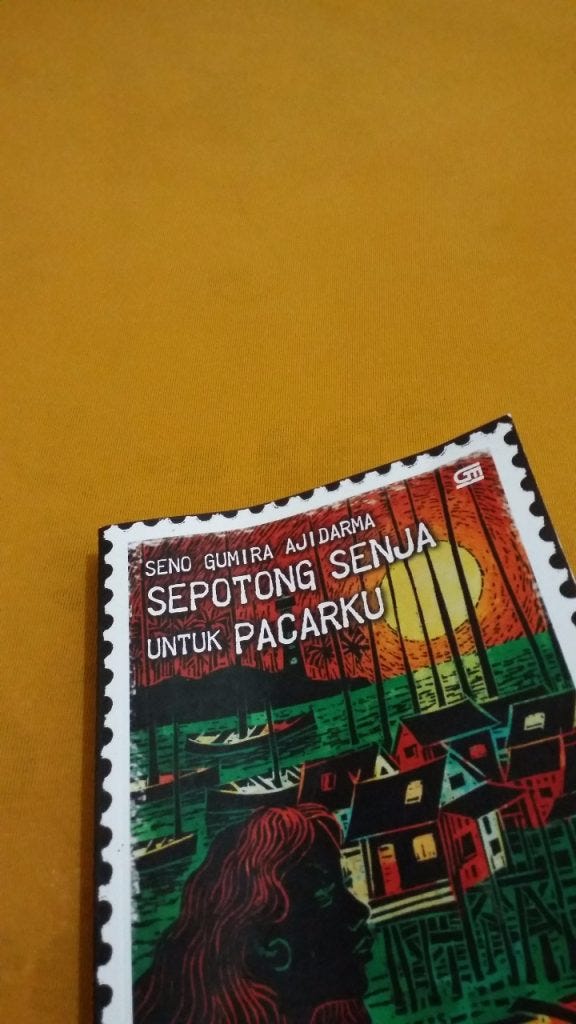 SENO GUMIRA AJIDARMA
SEPOTONG SENJA
UNTUK PACARKU